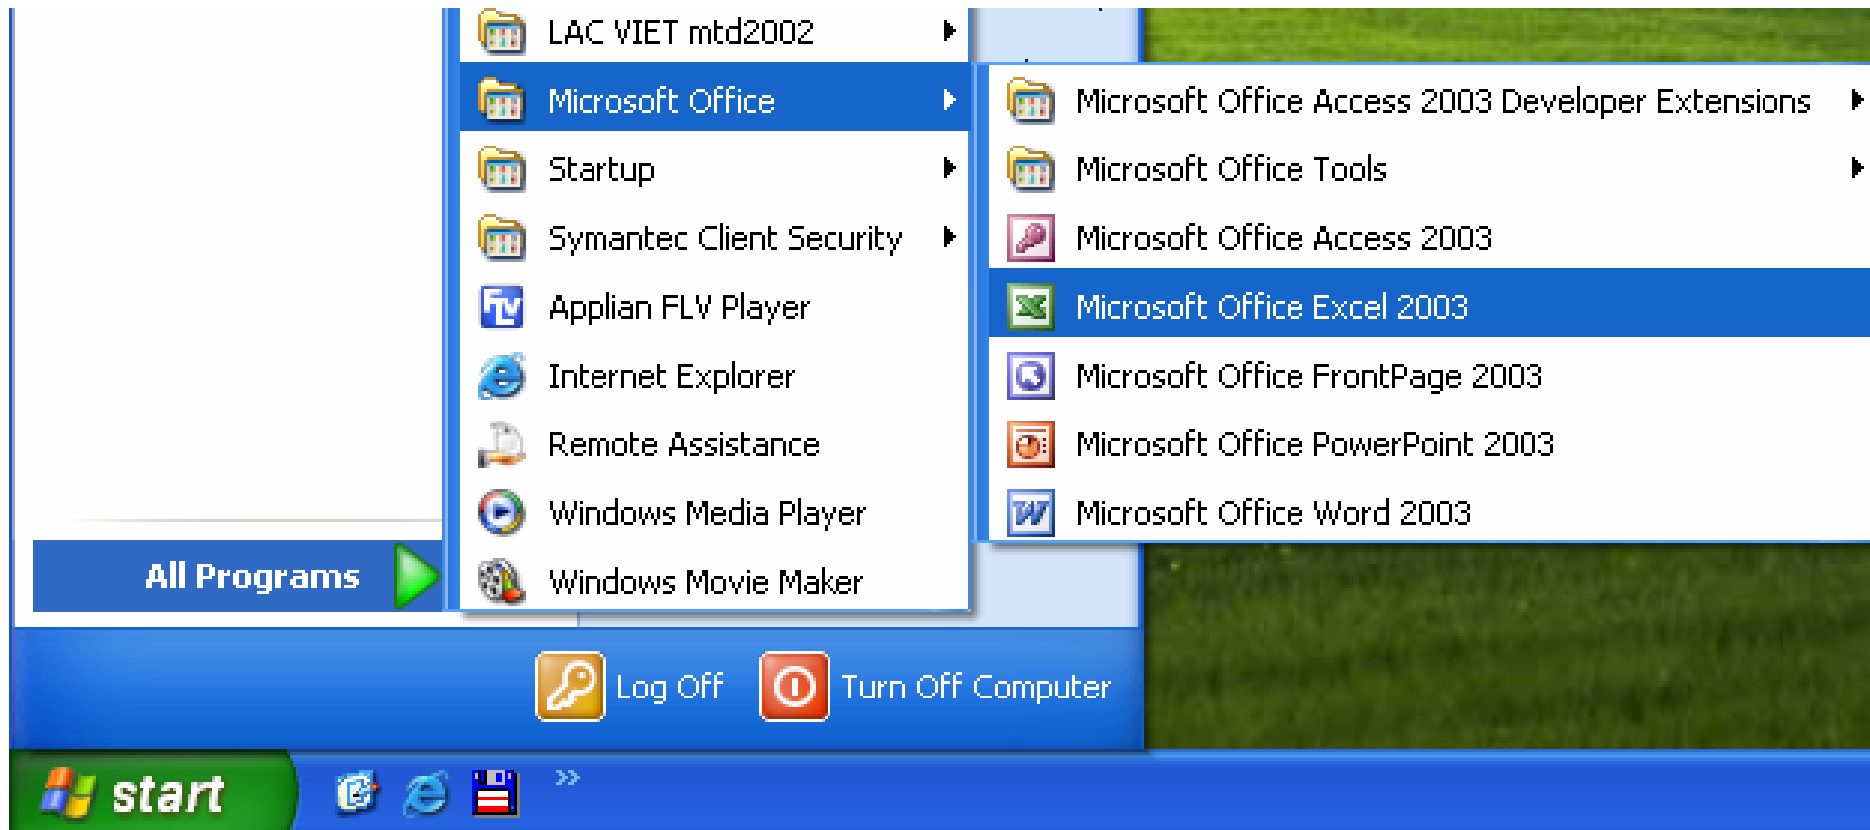 LAC VIET mtd2002
Microsoft Office
Startup
Symantec Client Security
Applian FLV Player
Internet Explorer
Remote Assistance
Windows Media Player
Windows Movie Maker
Microsoft Office Access 2003 Developer Extensions
Microsoft Office Tools
Microsoft Office Access 2003
Microsoft Office Excel 2003
Microsoft Office FrontPage 2003
Microsoft Office PowerPoint 2003
Microsoft Office Word 2003
All Programs
Log Off
Turn Off Computer
start